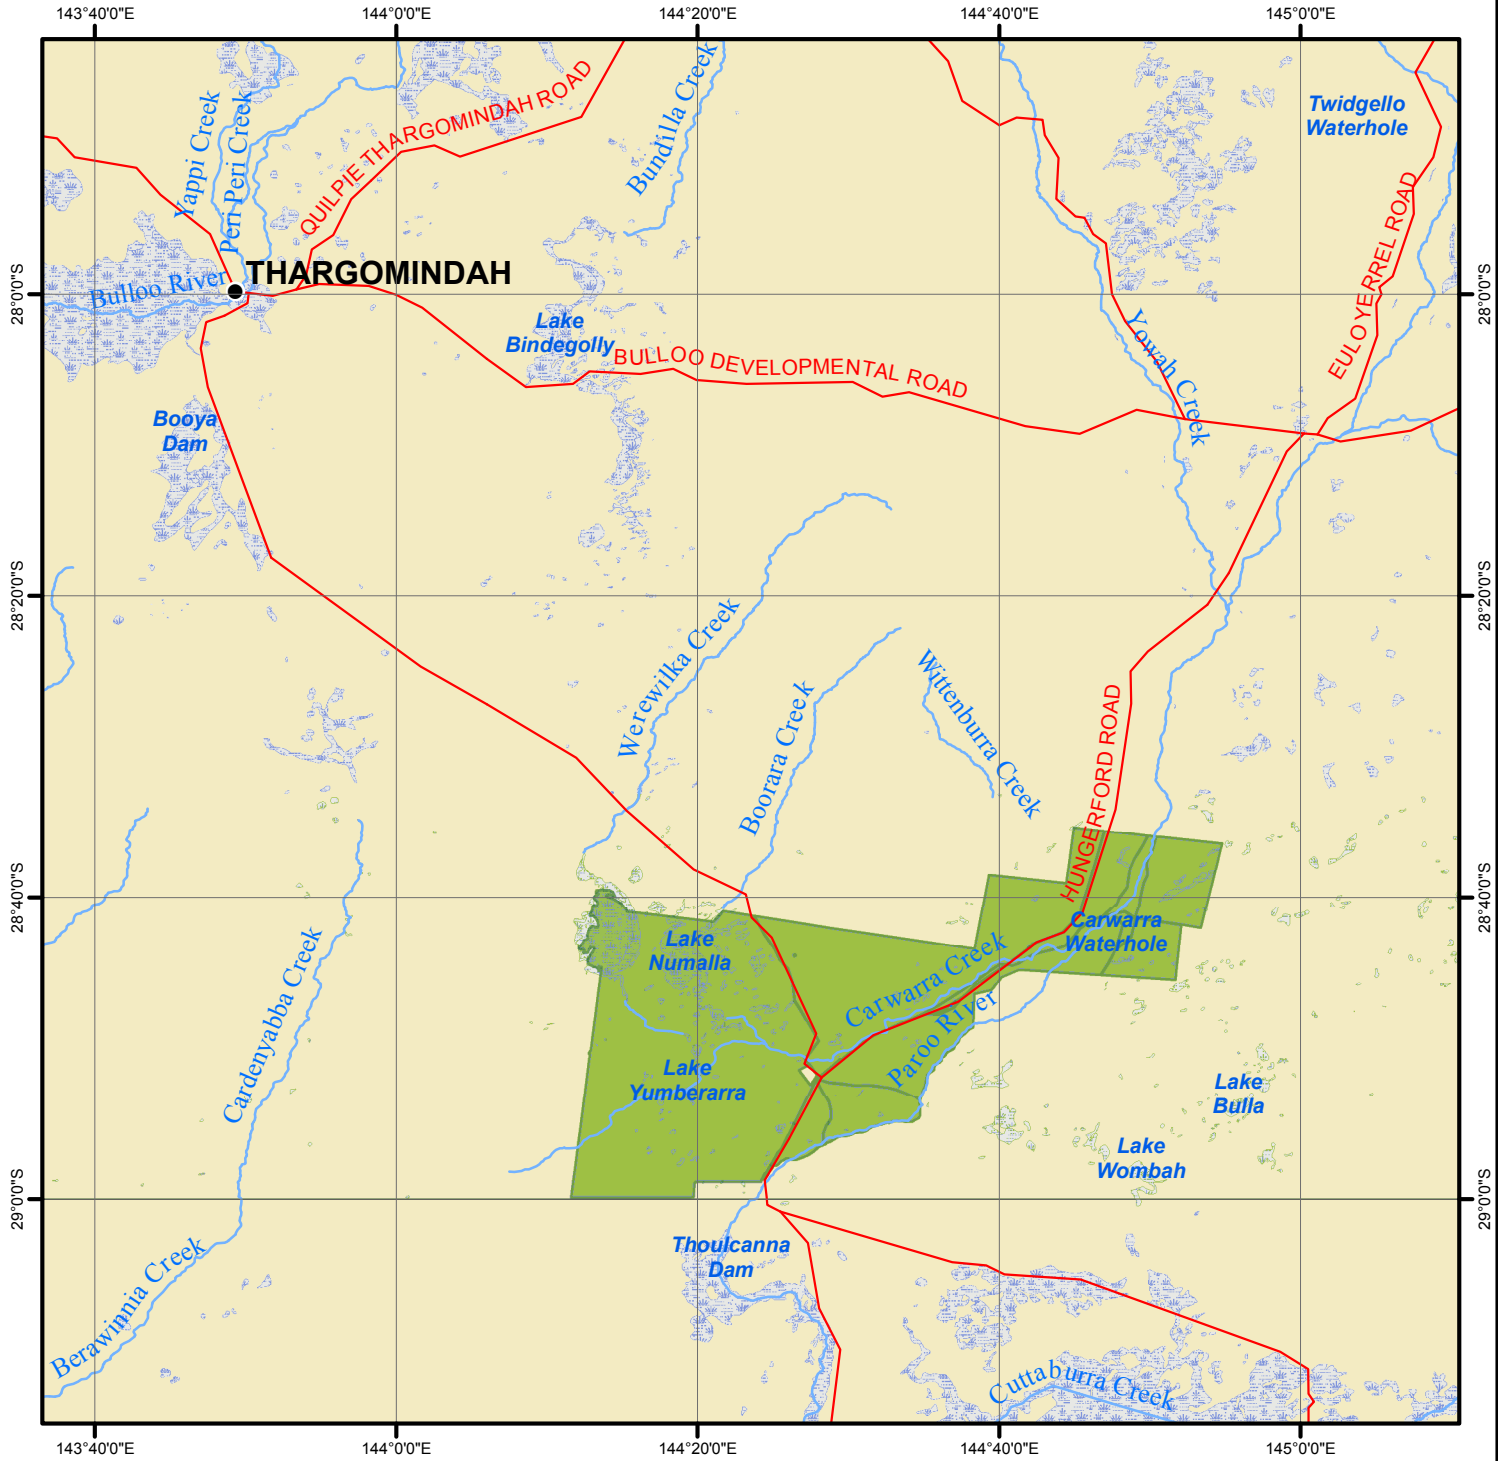 143°40'0"E
144°0'0"E
144°20'0"E
144°40'0"E
145°0'0"E
Yappi Creek
Peri Peri Creek
QUILPIE THARGOMINDAH ROAD
Bundilla Creek
Twidgello
Waterhole
28°0'0"S
Bulloo River
THARGOMINDAH
Lake
Bindegolly
BULLOO DEVELOPMENTAL ROAD
Yowah Creek
EULOYERREL ROAD
28°0'0"S
Booya
Dam
28°20'0"S
28°20'0"S
Werewilka Creek
Boorara Creek
Wittenburra Creek
HUNGERFORD ROAD
28°40'0"S
28°40'0"S
Cardenyabba Creek
Lake
Numalla
Carwarra Creek
Carwarra
Waterhole
Paroo River
Lake
Yumberarra
Lake
Bulla
Lake
Wombah
29°0'0"S
29°0'0"S
Berawinnia Creek
Thoulcanna
Dam
Cuttaburra Creek
143°40'0"E
144°0'0"E
144°20'0"E
144°40'0"E
145°0'0"E